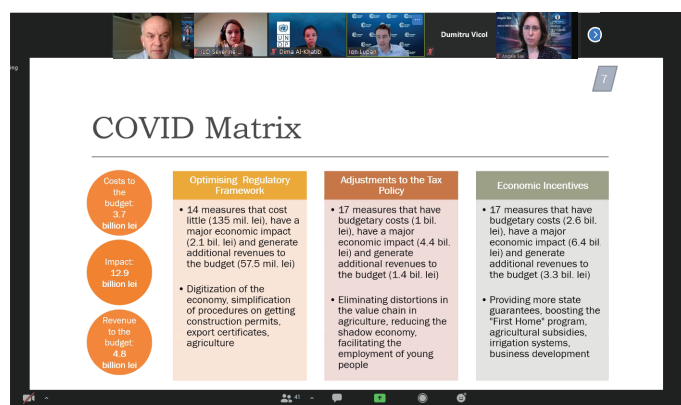 ILO Severine
Dima Al-Khatib
Ion Lupan
Dumitru Vicol
UN
DP
7
COVID Matrix
Costs to
the
budget:
3.7
billion lei
Impact:
12.9
billion lei
Revenue
to the
budget:
4.8
billion lei
Optimising Regulatory
Framework
• 14 measures that cost
little (135 mil. lei), have a
major economic impact
(2.1 bil. lei) and generate
additional revenues to
the budget (57.5 mil. lei)
• Digitization of the
economy, simplification
of procedures on getting
construction permits,
export certificates,
agriculture
Adjustments to the Tax
Policy
• 17 measures that have
budgetary costs (1 bil.
lei), have a major
economic impact (4.4 bil.
lei) and generate
additional revenues to
the budget (1.4 bil. lei)
• Eliminating distortions in
the value chain in
agriculture, reducing the
shadow economy,
facilitating the
employment of young
people
Economic Incentives
• 17 measures that have
budgetary costs (2.6 bil.
lei), have a major
economic impact (6.4 bil.
lei) and generate
additional revenues to
the budget (3.3 bil. lei)
• Providing more state
guarantees, boosting the
"First Home" program,
agricultural subsidies,
irrigation systems,
business development
41